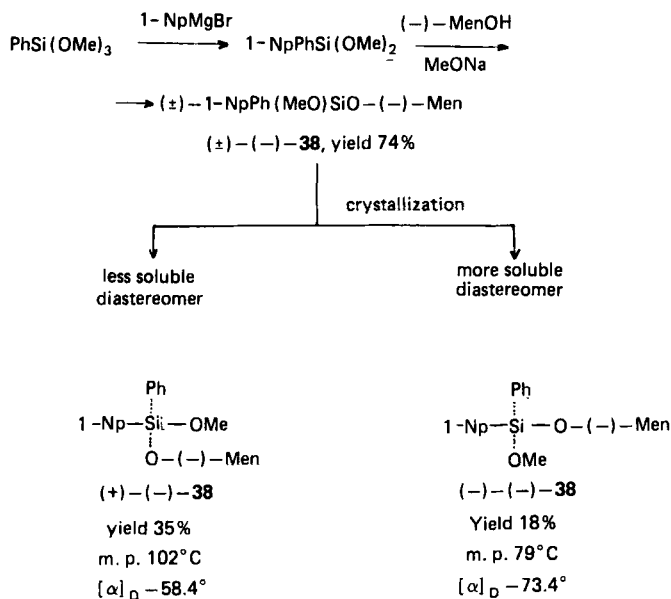 1-NpMgBr (-)-MenOH
PhSi(OMe)3 1-NpPhSi(OMe)2
MeONa
(±)-1-NpPh(MeO)SiO-(-)-Men
(±)-(-)-38, yield 74%
crystallization
less soluble diastereomer
more soluble diastereomer
Ph
1-Np-Si-OMe
O-(-)-Men
(+)-(-)-38
yield 35%
m. p. 102°C
[α]D -58.4°
Ph
1-Np-Si-O-(-)-Men
OMe
(-)-(-)-38
Yield 18%
m. p. 79°C
[α]D -73.4°